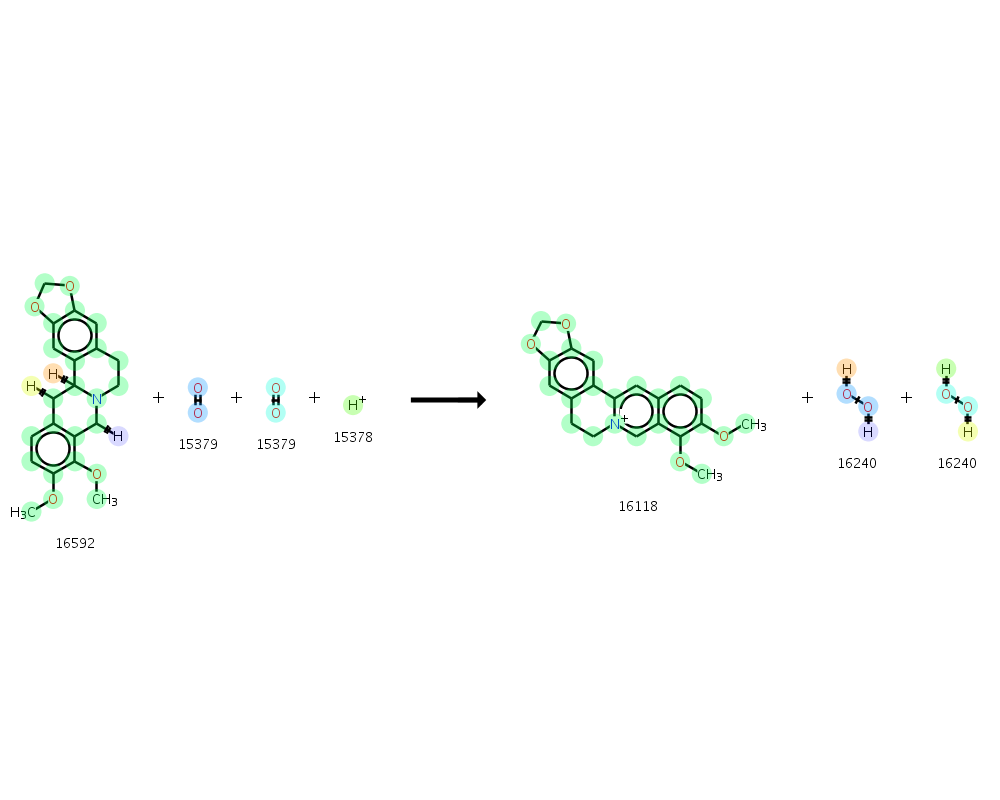 O
O
H
H
N
H
O
O
H3C
CH3
16592
+
O
O
15379
+
O
O
15379
+
H+
15378
O
O
N+
O
CH3
O
CH3
16118
+
H
O
O
H
16240
+
H
O
O
H
16240